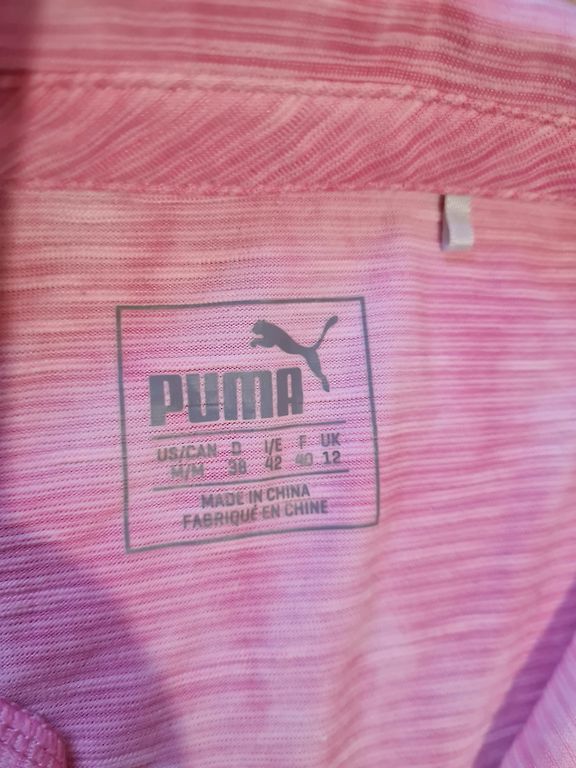 PUMA
US/CAN D I/E F UK
M/M 38 42 40 12
MADE IN CHINA
FABRIQUÉ EN CHINE